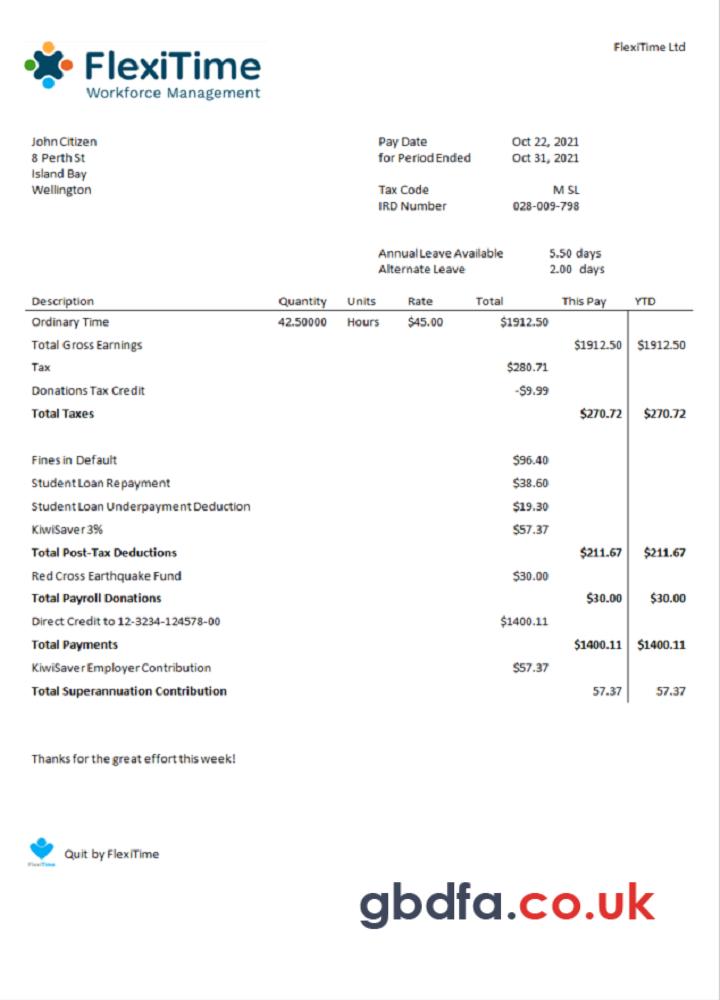 FlexiTime Ltd
FlexiTime
Workforce Management
John Citizen
8 Perth St
Island Bay
Wellington
Pay Date Oct 22, 2021
for Period Ended Oct 31, 2021
Tax Code M SL
IRD Number 028-009-798
Annual Leave Available 5.50 days
Alternate Leave 2.00 days
Description Quantity Units Rate Total This Pay YTD
Ordinary Time 42.50000 Hours $45.00 $1912.50
Total Gross Earnings $1912.50 $1912.50
Tax $280.71
Donations Tax Credit -$9.99
Total Taxes $270.72 $270.72
Fines in Default $96.40
Student Loan Repayment $38.60
Student Loan Underpayment Deduction $19.30
KiwiSaver 3% $57.37
Total Post-Tax Deductions $211.67 $211.67
Red Cross Earthquake Fund $30.00
Total Payroll Donations $30.00 $30.00
Direct Credit to 12-3234-124578-00 $1400.11
Total Payments $1400.11 $1400.11
KiwiSaver Employer Contribution $57.37
Total Superannuation Contribution 57.37 57.37
Thanks for the great effort this week!
Quit by FlexiTime
FlexiTime
gbdfa.co.uk